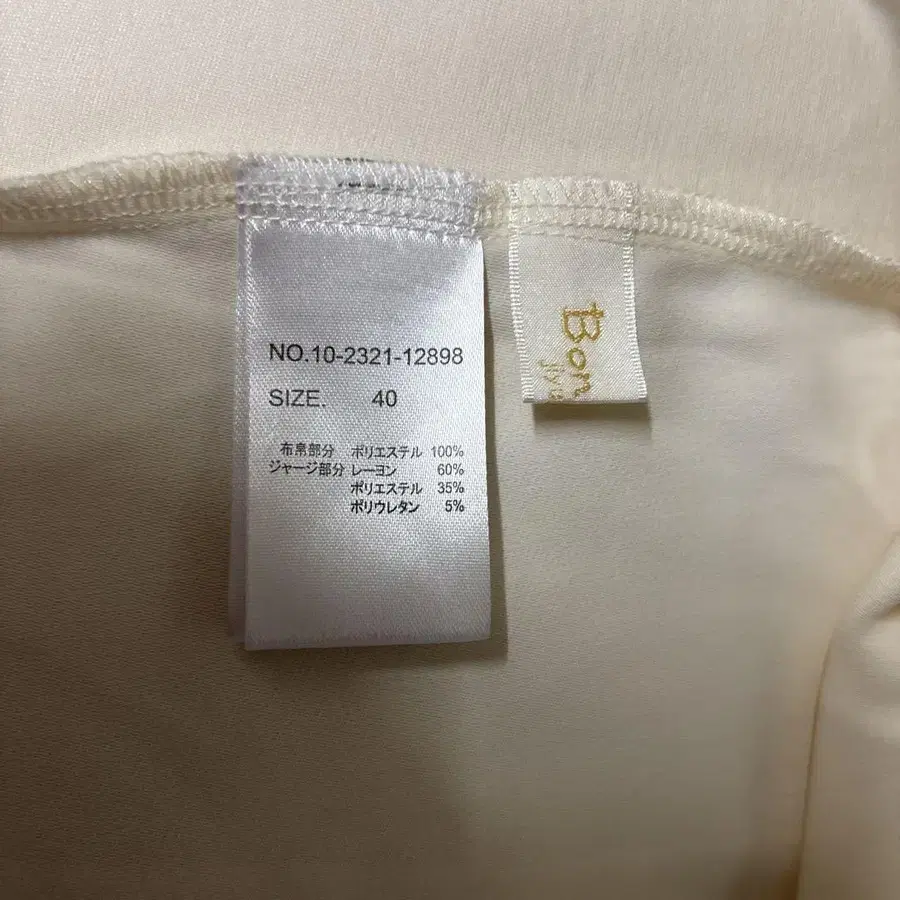 NO.10-2321-12898
SIZE. 40
布帛部分 ポリエステル 100%
ジャージ部分 レーヨン 60%
ポリエステル 35%
ポリウレタン 5%
Bon